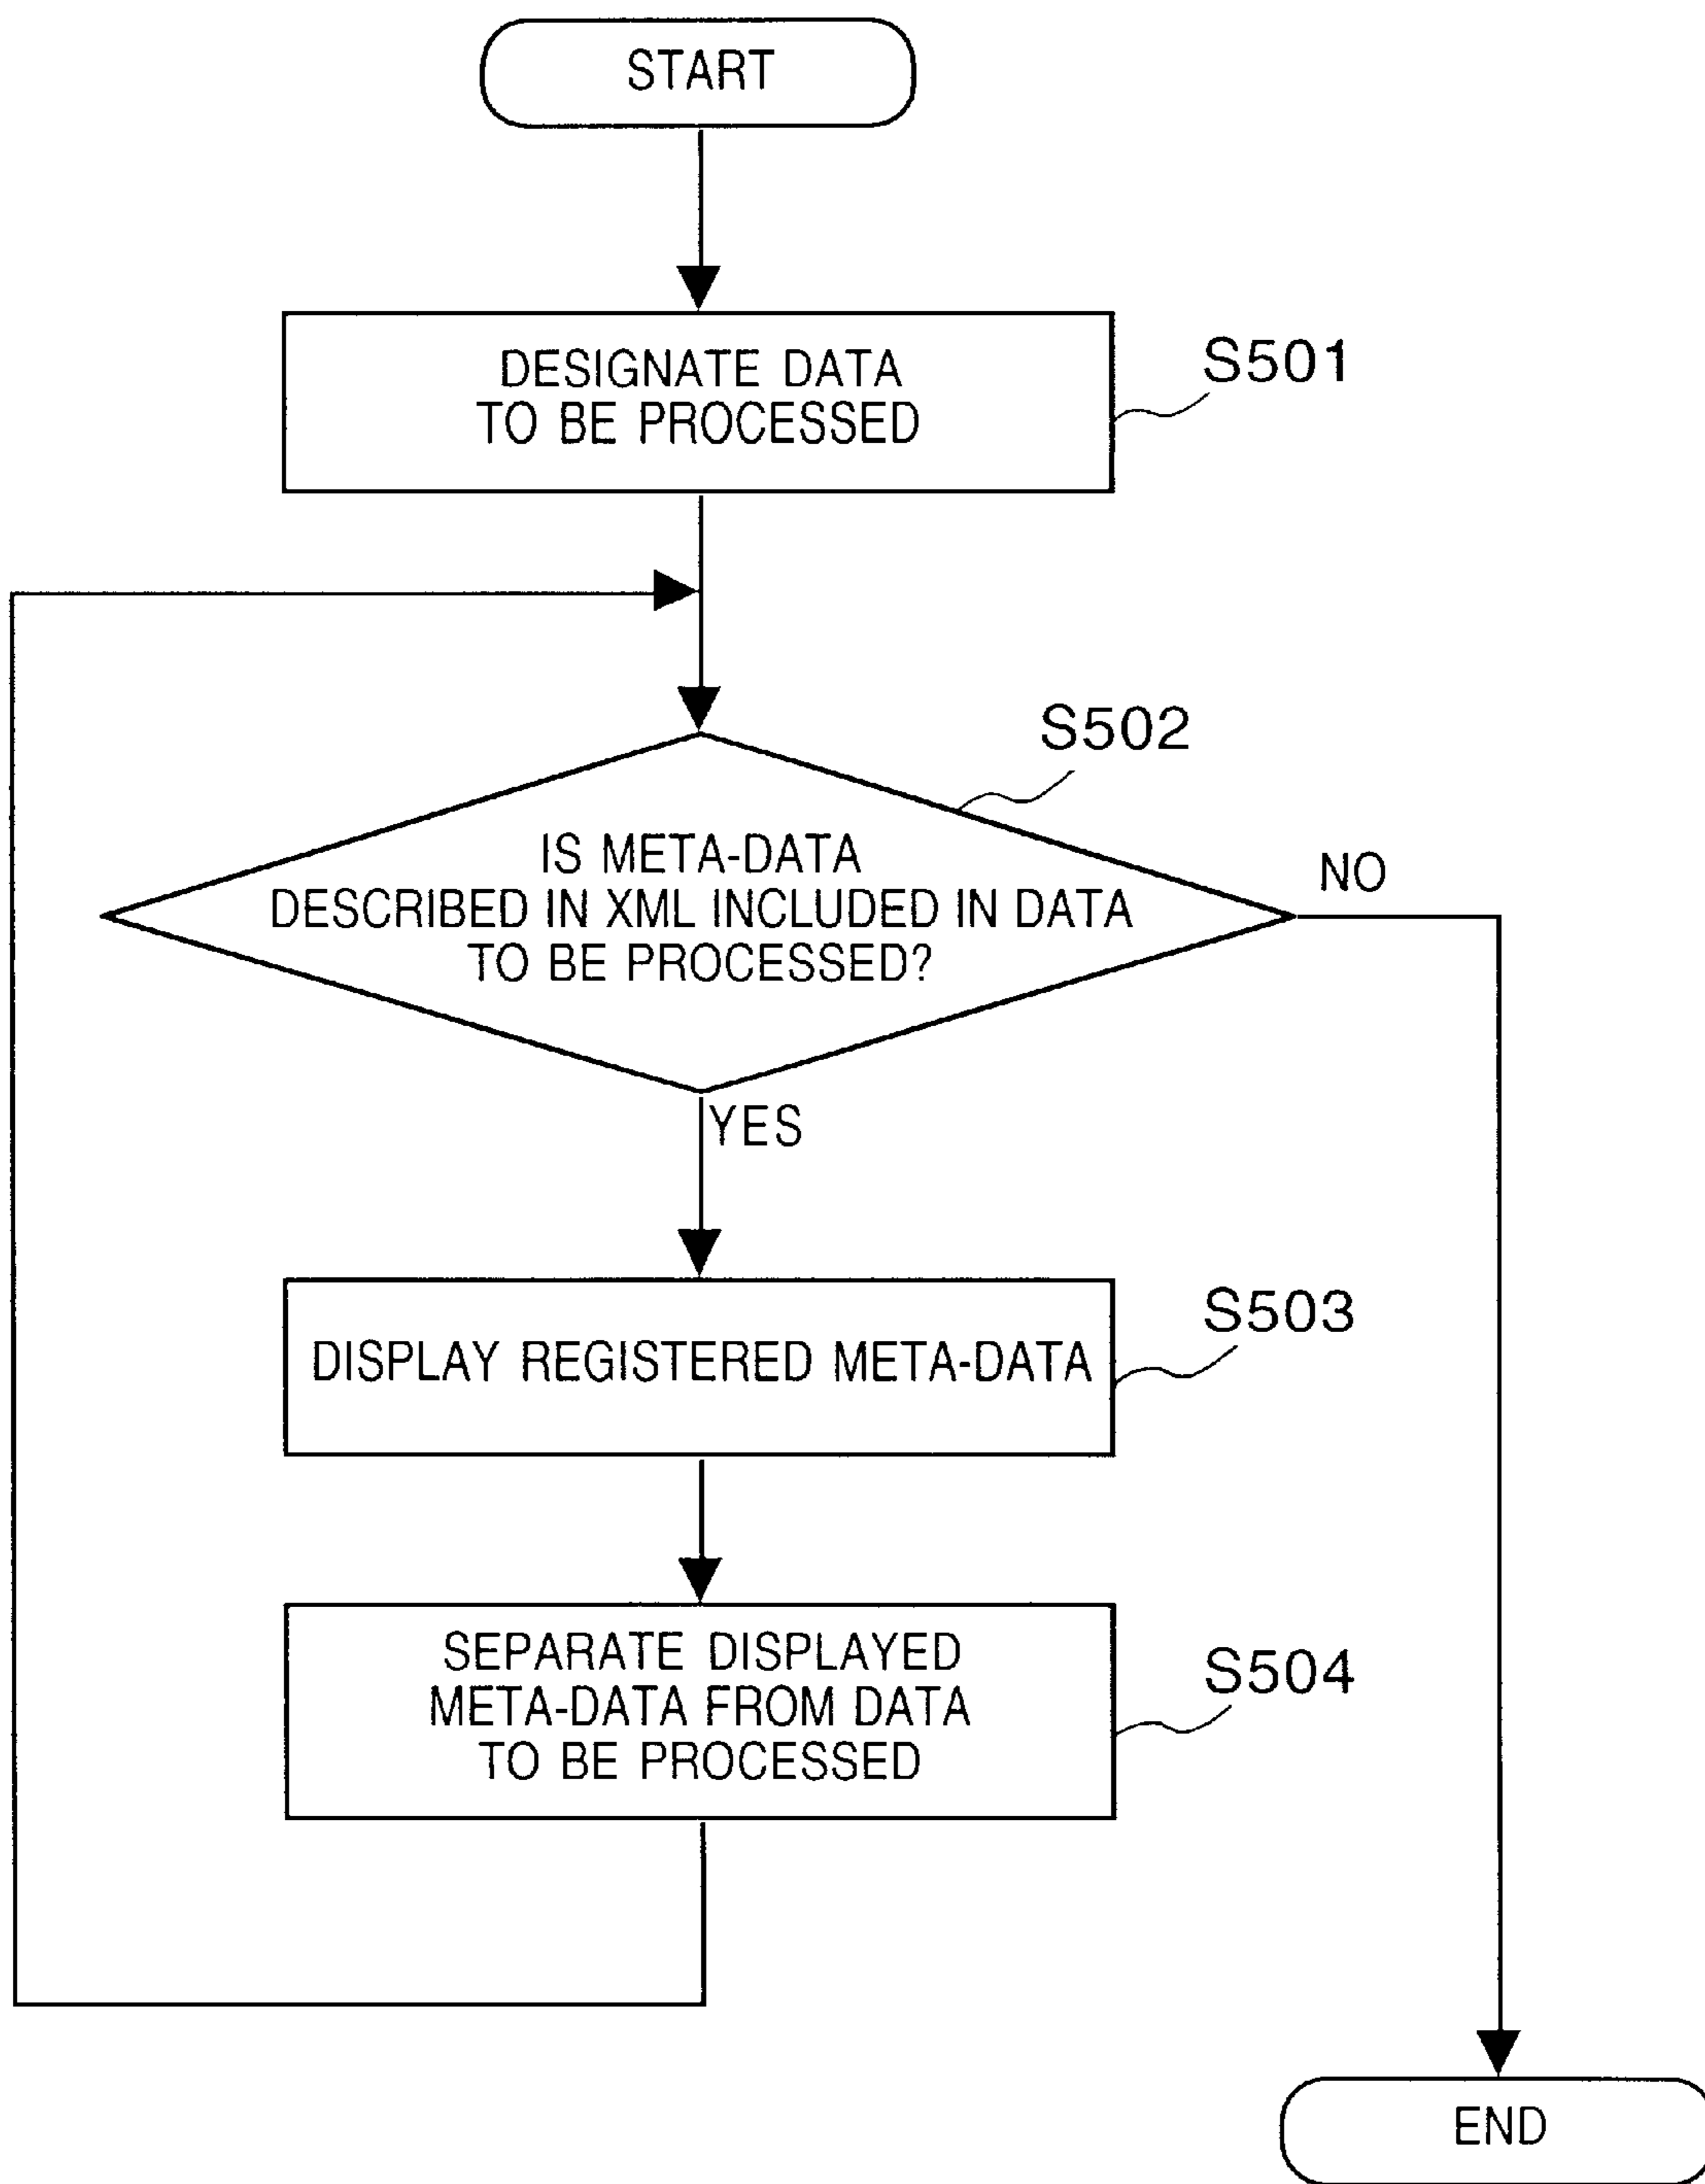 START
DESIGNATE DATA
TO BE PROCESSED
S501
S502
IS META-DATA
DESCRIBED IN XML INCLUDED IN DATA
TO BE PROCESSED?
NO
YES
S503
DISPLAY REGISTERED META-DATA
SEPARATE DISPLAYED
META-DATA FROM DATA
TO BE PROCESSED
S504
END